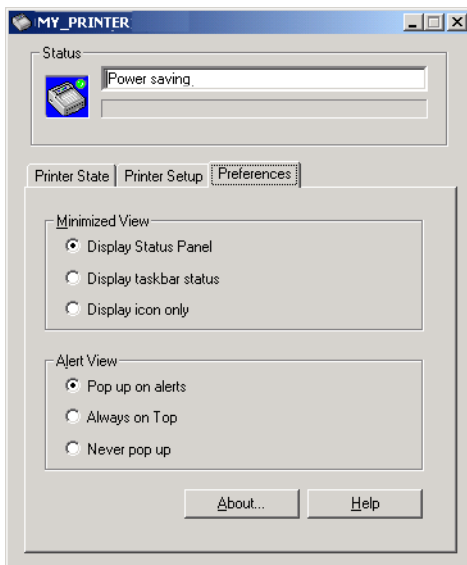 MY_PRINTER
Status
Power saving
Printer State Printer Setup Preferences
Minimized View
Display Status Panel
Display taskbar status
Display icon only
Alert View
Pop up on alerts
Always on Top
Never pop up
About... Help